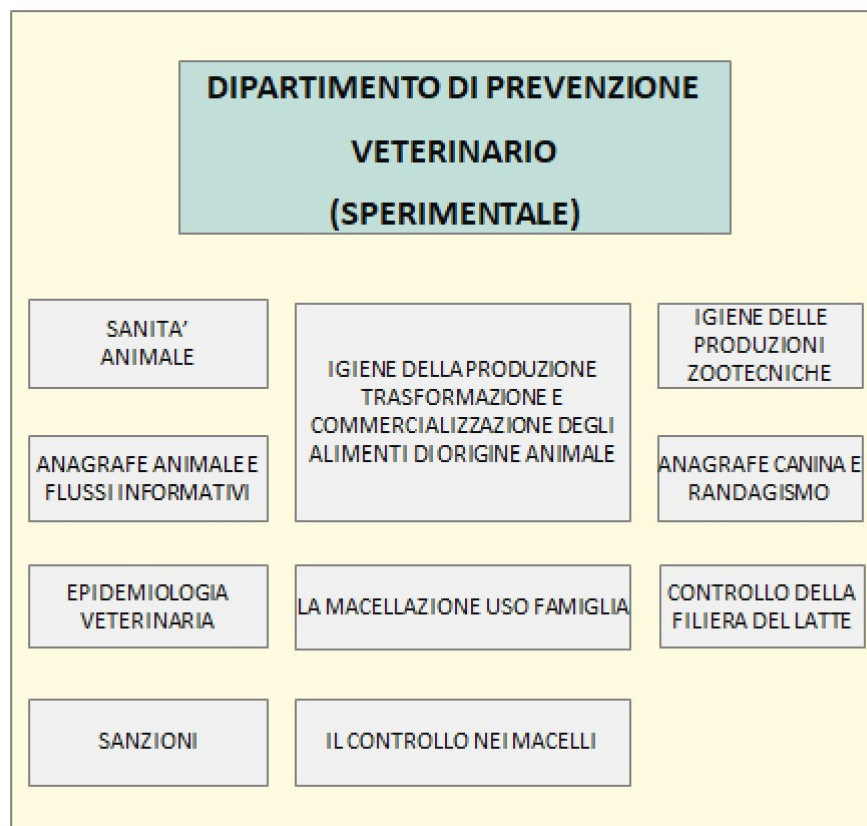 DIPARTIMENTO DI PREVENZIONE
VETERINARIO
(SPERIMENTALE)
SANITA’
ANIMALE
IGIENE DELLA PRODUZIONE
TRASFORMAZIONE E
COMMERCIALIZZAZIONE DEGLI
ALIMENTI DI ORIGINE ANIMALE
IGIENE DELLE
PRODUZIONI
ZOOTECNICHE
ANAGRAFE ANIMALE E
FLUSSI INFORMATIVI
ANAGRAFE CANINA E
RANDAGISMO
EPIDEMIOLOGIA
VETERINARIA
LA MACELLAZIONE USO FAMIGLIA
CONTROLLO DELLA
FILIERA DEL LATTE
SANZIONI
IL CONTROLLO NEI MACELLI